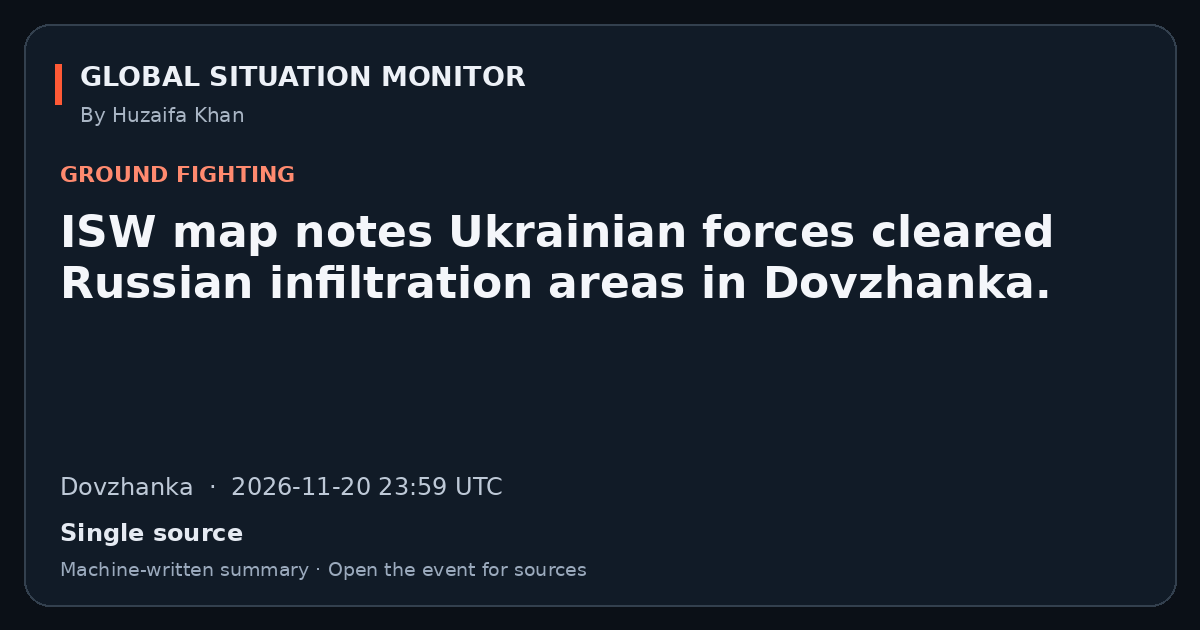 GLOBAL SITUATION MONITOR
By Huzaifa Khan
GROUND FIGHTING
ISW map notes Ukrainian forces cleared
Russian infiltration areas in Dovzhanka.
Dovzhanka · 2026-11-20 23:59 UTC
Single source
Machine-written summary · Open the event for sources